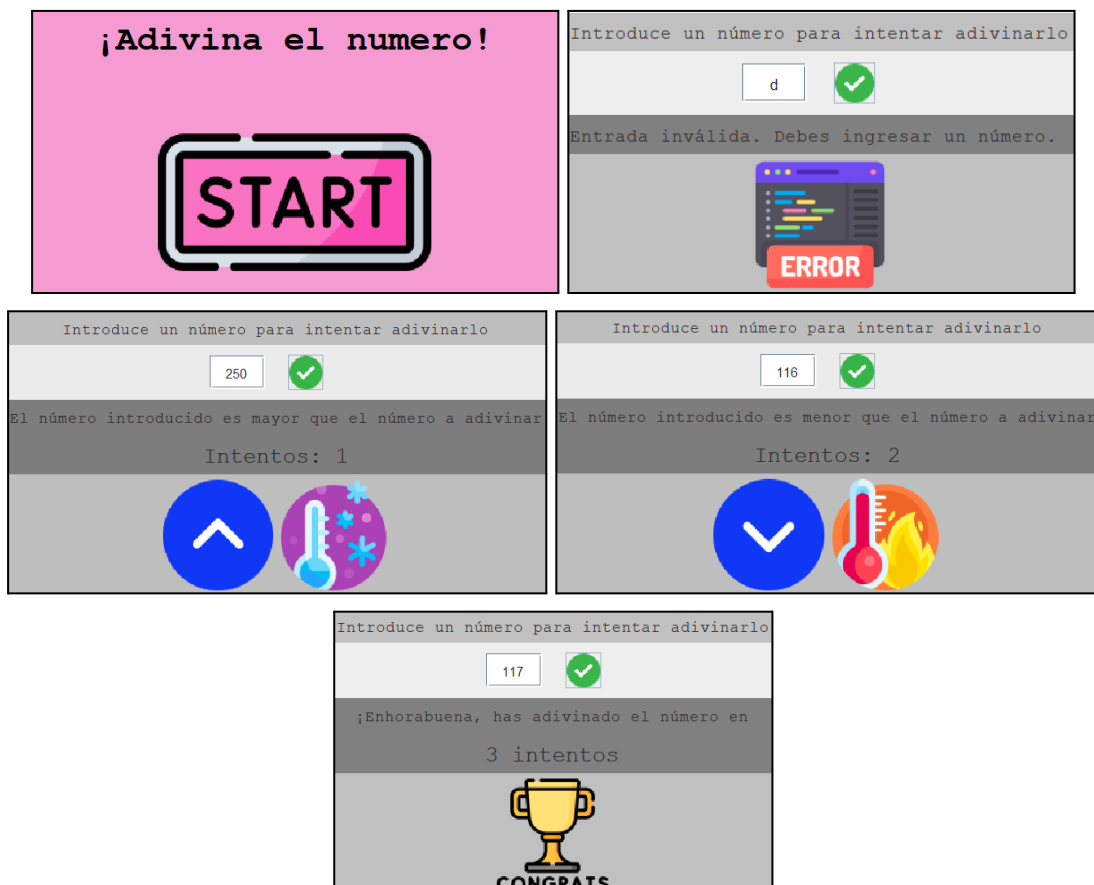 ¡Adivina el numero!
START
Introduce un número para intentar adivinarlo
d
Entrada inválida. Debes ingresar un número.
ERROR
Introduce un número para intentar adivinarlo
250
El número introducido es mayor que el número a adivinar
Intentos: 1
Introduce un número para intentar adivinarlo
116
El número introducido es menor que el número a adivinar
Intentos: 2
Introduce un número para intentar adivinarlo
117
¡Enhorabuena, has adivinado el número en
3 intentos
CONGRATS